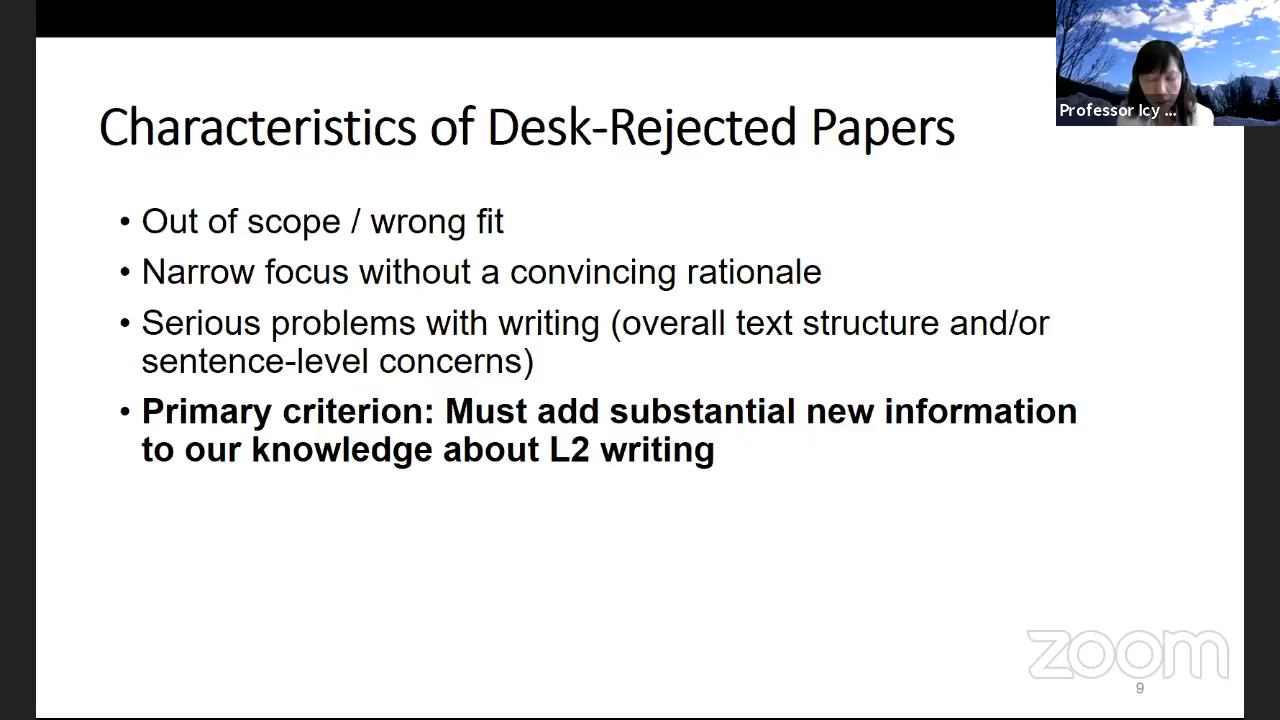 Professor Icy ...
Characteristics of Desk-Rejected Papers
• Out of scope / wrong fit
• Narrow focus without a convincing rationale
• Serious problems with writing (overall text structure and/or
sentence-level concerns)
• Primary criterion: Must add substantial new information
to our knowledge about L2 writing
zoom
9